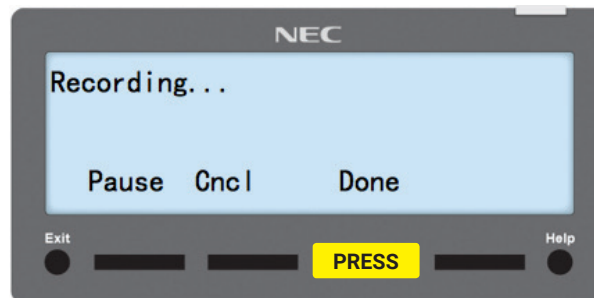 NEC
Recording...
Pause Cncl Done
Exit Help
PRESS